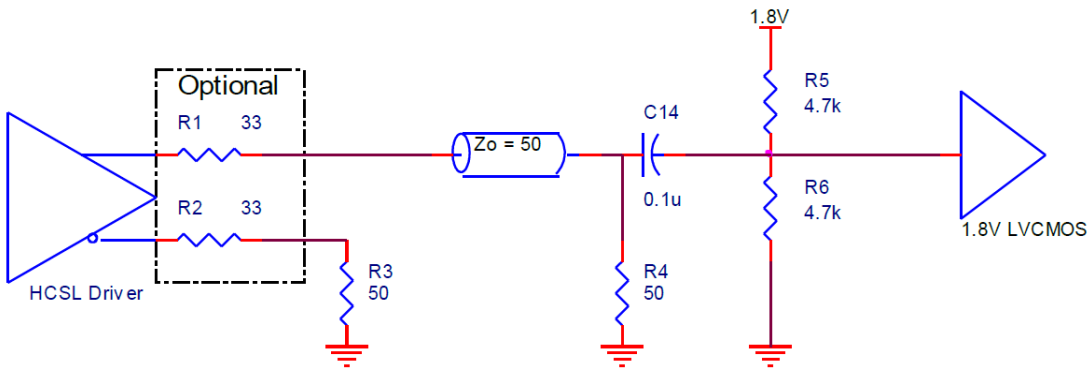 1.8V
Optional
R5
4.7k
R1 33
C14
Zo = 50
0.1u
R6
4.7k
R2 33
1.8V LVCMOS
R3
50
R4
50
HCSL Driver